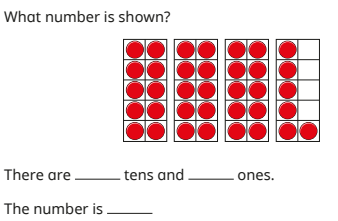 What number is shown?
There are ______ tens and ______ ones.
The number is ______